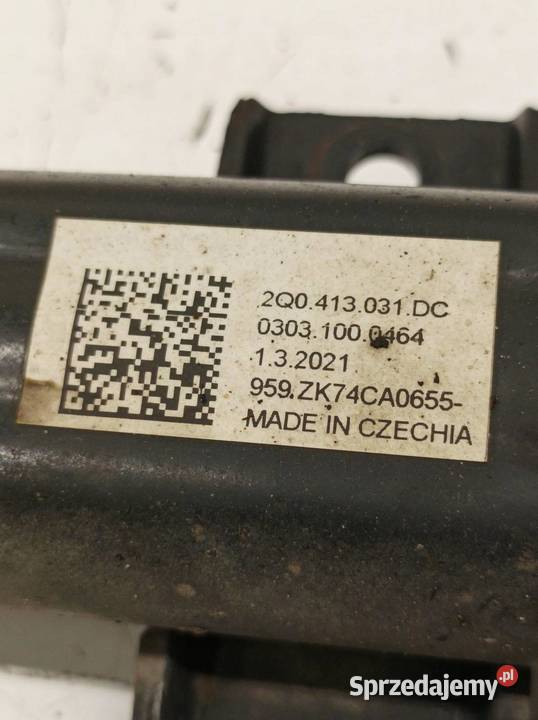 2Q0.413.031.DC
0303.100.0464
1.3.2021
959.ZK74CA0655-
MADE IN CZECHIA
Sprzedajemy.pl